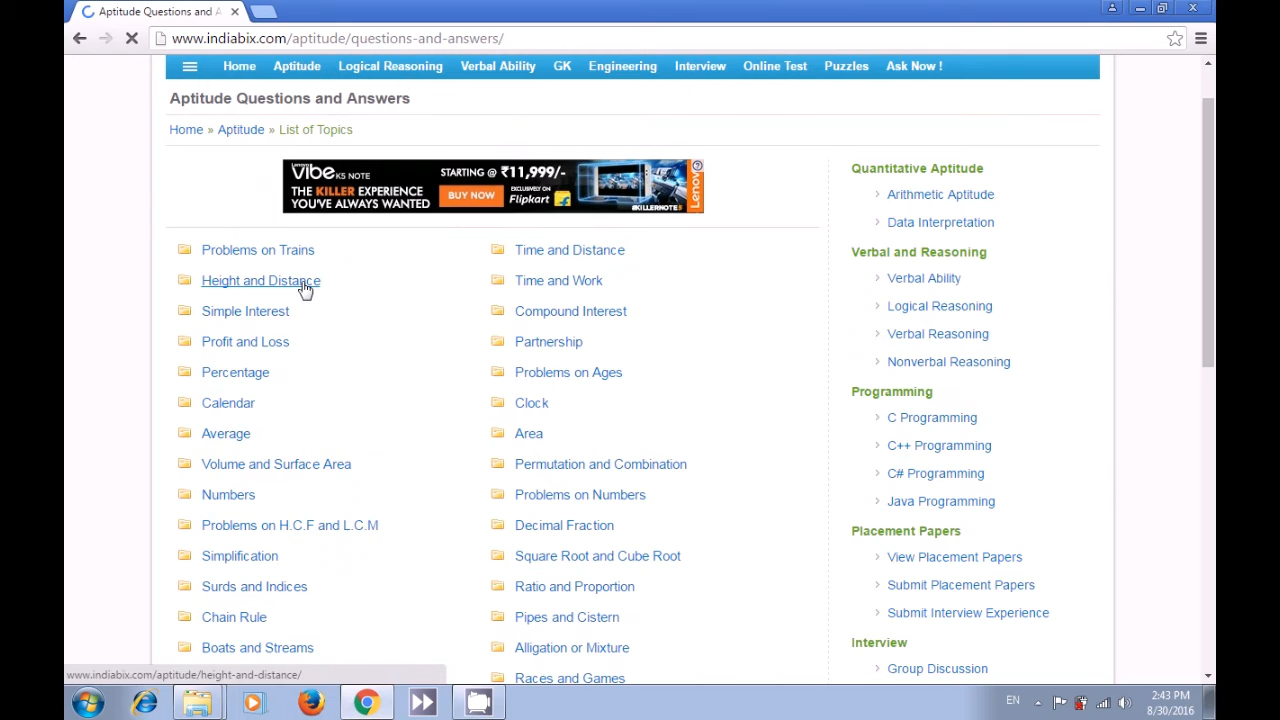 Aptitude Questions and A
www.indiabix.com/aptitude/questions-and-answers/
Home Aptitude Logical Reasoning Verbal Ability GK Engineering Interview Online Test Puzzles Ask Now !
Aptitude Questions and Answers
Home » Aptitude » List of Topics
Lenovo
vibe K5 NOTE
THE KILLER EXPERIENCE
YOU'VE ALWAYS WANTED
STARTING @ ₹11,999/-
BUY NOW
EXCLUSIVELY ON
Flipkart
#KILLERNOTE5
Lenovo
Problems on Trains
Time and Distance
Height and Distance
Time and Work
Simple Interest
Compound Interest
Profit and Loss
Partnership
Percentage
Problems on Ages
Calendar
Clock
Average
Area
Volume and Surface Area
Permutation and Combination
Numbers
Problems on Numbers
Problems on H.C.F and L.C.M
Decimal Fraction
Simplification
Square Root and Cube Root
Surds and Indices
Ratio and Proportion
Chain Rule
Pipes and Cistern
Boats and Streams
Alligation or Mixture
Races and Games
Quantitative Aptitude
Arithmetic Aptitude
Data Interpretation
Verbal and Reasoning
Verbal Ability
Logical Reasoning
Verbal Reasoning
Nonverbal Reasoning
Programming
C Programming
C++ Programming
C# Programming
Java Programming
Placement Papers
View Placement Papers
Submit Placement Papers
Submit Interview Experience
Interview
Group Discussion
www.indiabix.com/aptitude/height-and-distance/
EN
2:43 PM
8/30/2016